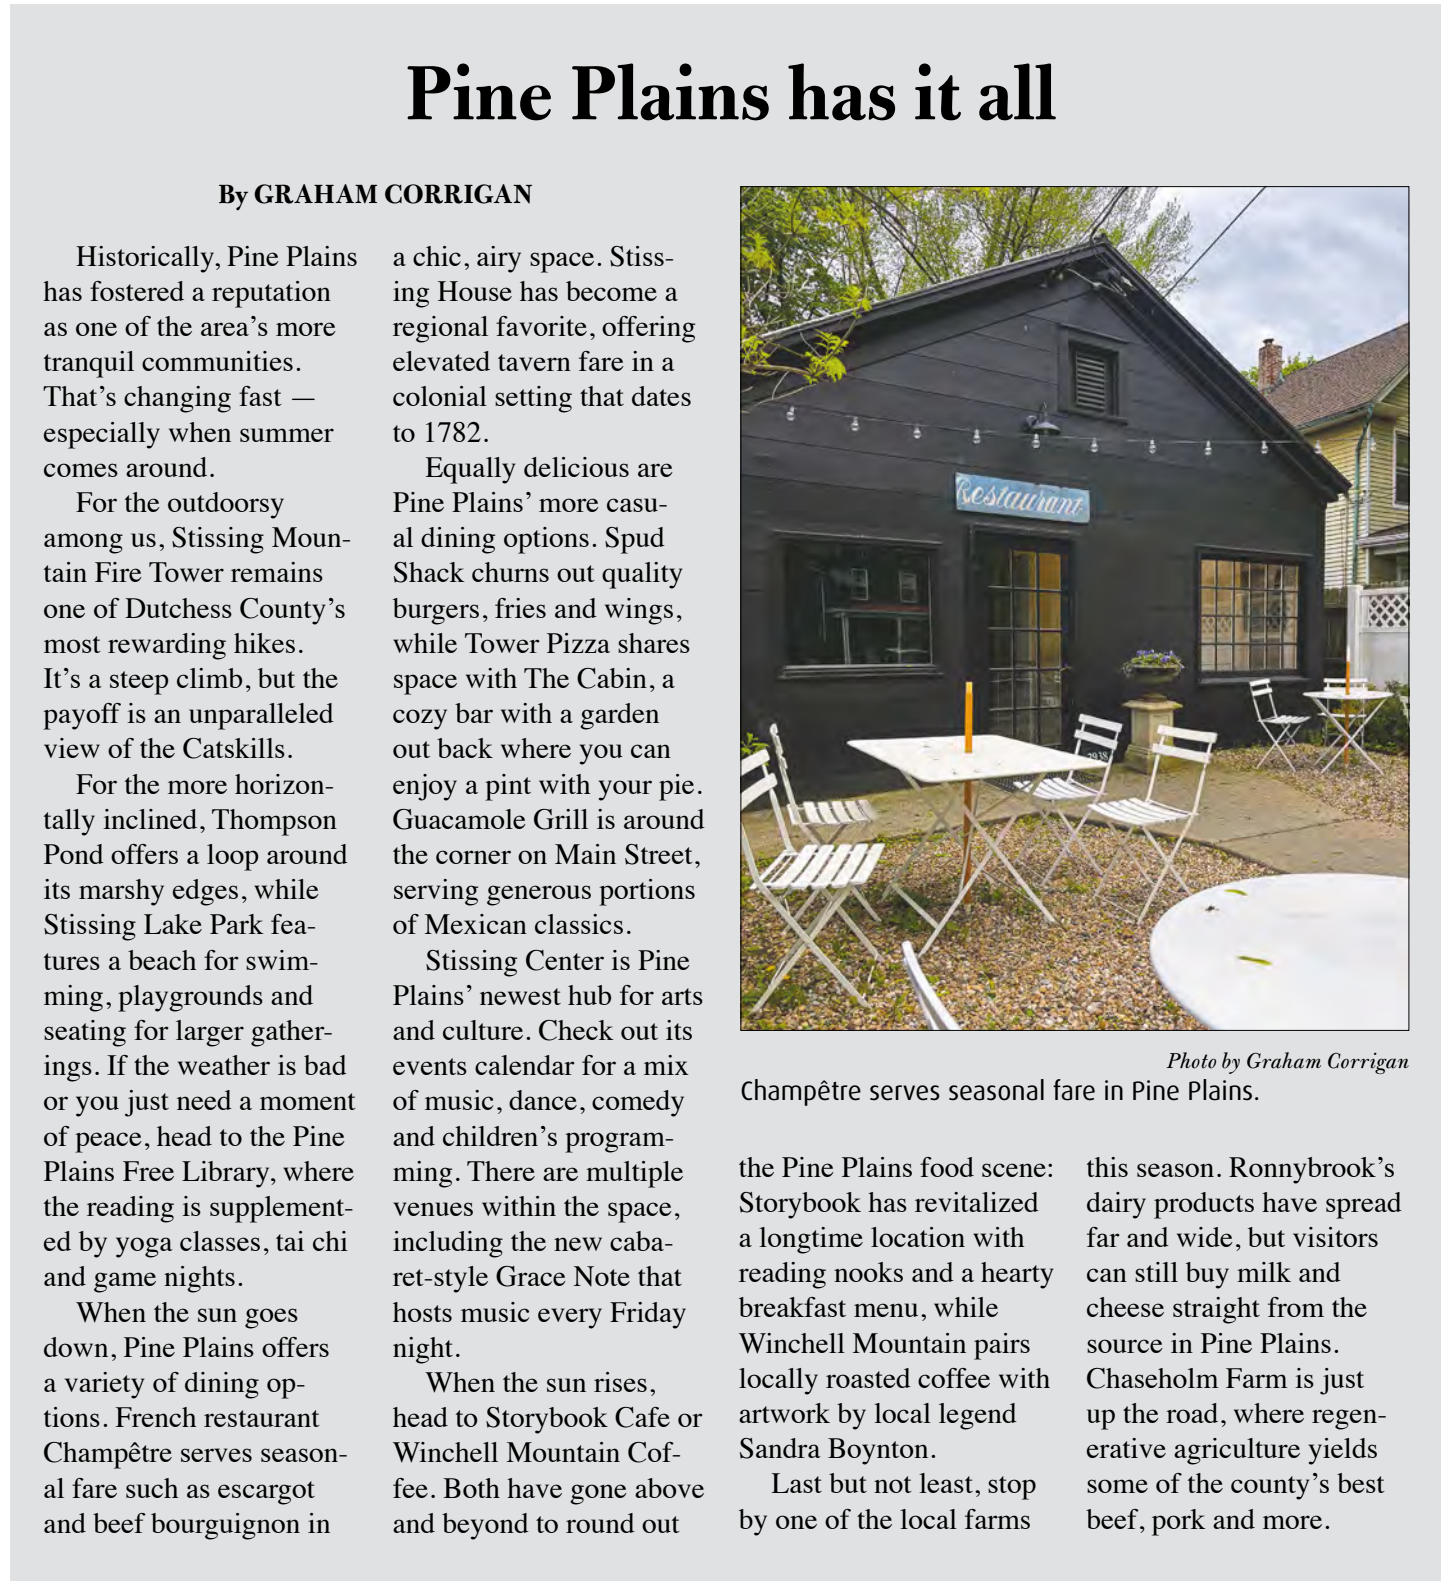 Pine Plains has it all
By GRAHAM CORRIGAN
Historically, Pine Plains
has fostered a reputation
as one of the area's more
tranquil communities.
That's changing fast —
especially when summer
comes around.
For the outdoorsy
among us, Stissing Moun-
tain Fire Tower remains
one of Dutchess County's
most rewarding hikes.
It's a steep climb, but the
payoff is an unparalleled
view of the Catskills.
For the more horizon-
tally inclined, Thompson
Pond offers a loop around
its marshy edges, while
Stissing Lake Park fea-
tures a beach for swim-
ming, playgrounds and
seating for larger gather-
ings. If the weather is bad
or you just need a moment
of peace, head to the Pine
Plains Free Library, where
the reading is supplement-
ed by yoga classes, tai chi
and game nights.
When the sun goes
down, Pine Plains offers
a variety of dining op-
tions. French restaurant
Champêtre serves season-
al fare such as escargot
and beef bourguignon in
a chic, airy space. Stiss-
ing House has become a
regional favorite, offering
elevated tavern fare in a
colonial setting that dates
to 1782.
Equally delicious are
Pine Plains' more casu-
al dining options. Spud
Shack churns out quality
burgers, fries and wings,
while Tower Pizza shares
space with The Cabin, a
cozy bar with a garden
out back where you can
enjoy a pint with your pie.
Guacamole Grill is around
the corner on Main Street,
serving generous portions
of Mexican classics.
Stissing Center is Pine
Plains' newest hub for arts
and culture. Check out its
events calendar for a mix
of music, dance, comedy
and children's program-
ming. There are multiple
venues within the space,
including the new caba-
ret-style Grace Note that
hosts music every Friday
night.
When the sun rises,
head to Storybook Cafe or
Winchell Mountain Cof-
fee. Both have gone above
and beyond to round out
Restaurant
2938
Photo by Graham Corrigan
Champêtre serves seasonal fare in Pine Plains.
the Pine Plains food scene:
Storybook has revitalized
a longtime location with
reading nooks and a hearty
breakfast menu, while
Winchell Mountain pairs
locally roasted coffee with
artwork by local legend
Sandra Boynton.
Last but not least, stop
by one of the local farms
this season. Ronnybrook's
dairy products have spread
far and wide, but visitors
can still buy milk and
cheese straight from the
source in Pine Plains.
Chaseholm Farm is just
up the road, where regen-
erative agriculture yields
some of the county's best
beef, pork and more.